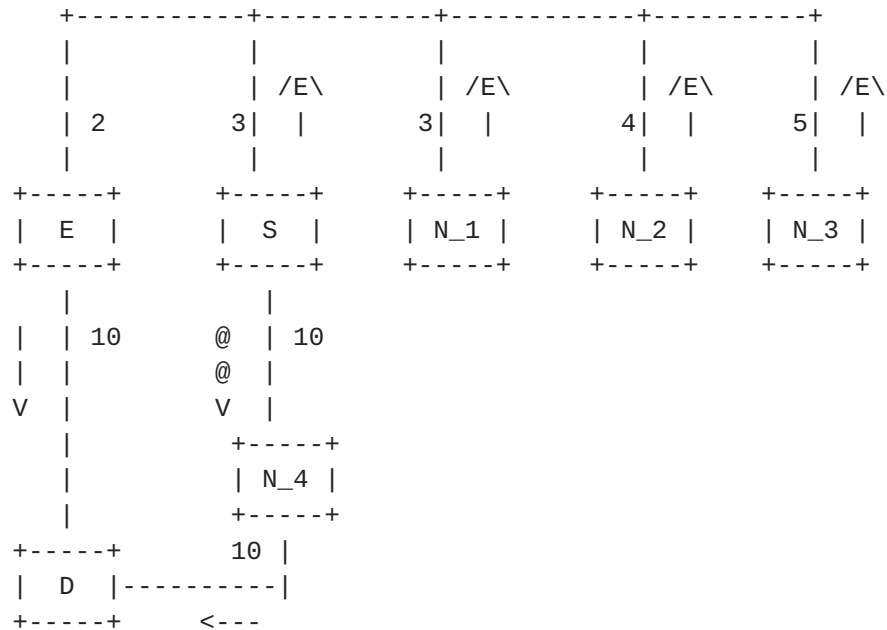 +-----------+-----------+------------+----------+
|           |           |            |          |
|           | /E\       | /E\        | /E\      | /E\
| 2        3|  |       3|  |        4|  |      5|  |
|           |           |            |          |
+-----+      +-----+     +-----+     +-----+    +-----+
|  E  |      |  S  |     | N_1 |     | N_2 |    | N_3 |
+-----+      +-----+     +-----+     +-----+    +-----+
   |            |
|  | 10      @  | 10
|  |         @  |
V  |         V  |
   |          +-----+
   |          | N_4 |
   |          +-----+
+-----+       10 |
|  D  |----------|
+-----+     <---